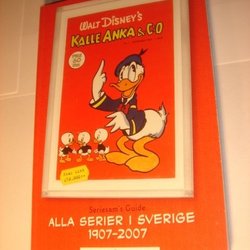 WALT DISNEY'S
KALLE ANKA & C:O
Seriesam's Guide
ALLA SERIER I SVERIGE
1907-2007